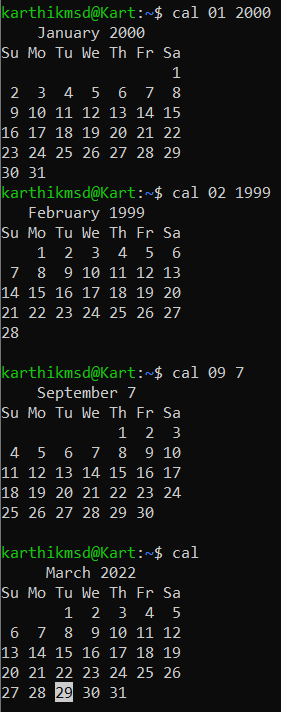 karthikmsd@Kart:~$ cal 01 2000
    January 2000
Su Mo Tu We Th Fr Sa
                   1
 2  3  4  5  6  7  8
 9 10 11 12 13 14 15
16 17 18 19 20 21 22
23 24 25 26 27 28 29
30 31
karthikmsd@Kart:~$ cal 02 1999
   February 1999
Su Mo Tu We Th Fr Sa
    1  2  3  4  5  6
 7  8  9 10 11 12 13
14 15 16 17 18 19 20
21 22 23 24 25 26 27
28

karthikmsd@Kart:~$ cal 09 7
    September 7
Su Mo Tu We Th Fr Sa
             1  2  3
 4  5  6  7  8  9 10
11 12 13 14 15 16 17
18 19 20 21 22 23 24
25 26 27 28 29 30

karthikmsd@Kart:~$ cal
     March 2022
Su Mo Tu We Th Fr Sa
       1  2  3  4  5
 6  7  8  9 10 11 12
13 14 15 16 17 18 19
20 21 22 23 24 25 26
27 28 29 30 31